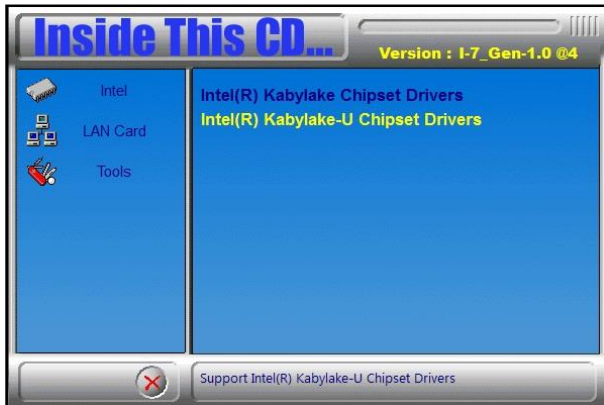 Inside This CD...
Version : I-7_Gen-1.0 @4
Intel
LAN Card
Tools
Intel(R) Kabylake Chipset Drivers
Intel(R) Kabylake-U Chipset Drivers
Support Intel(R) Kabylake-U Chipset Drivers